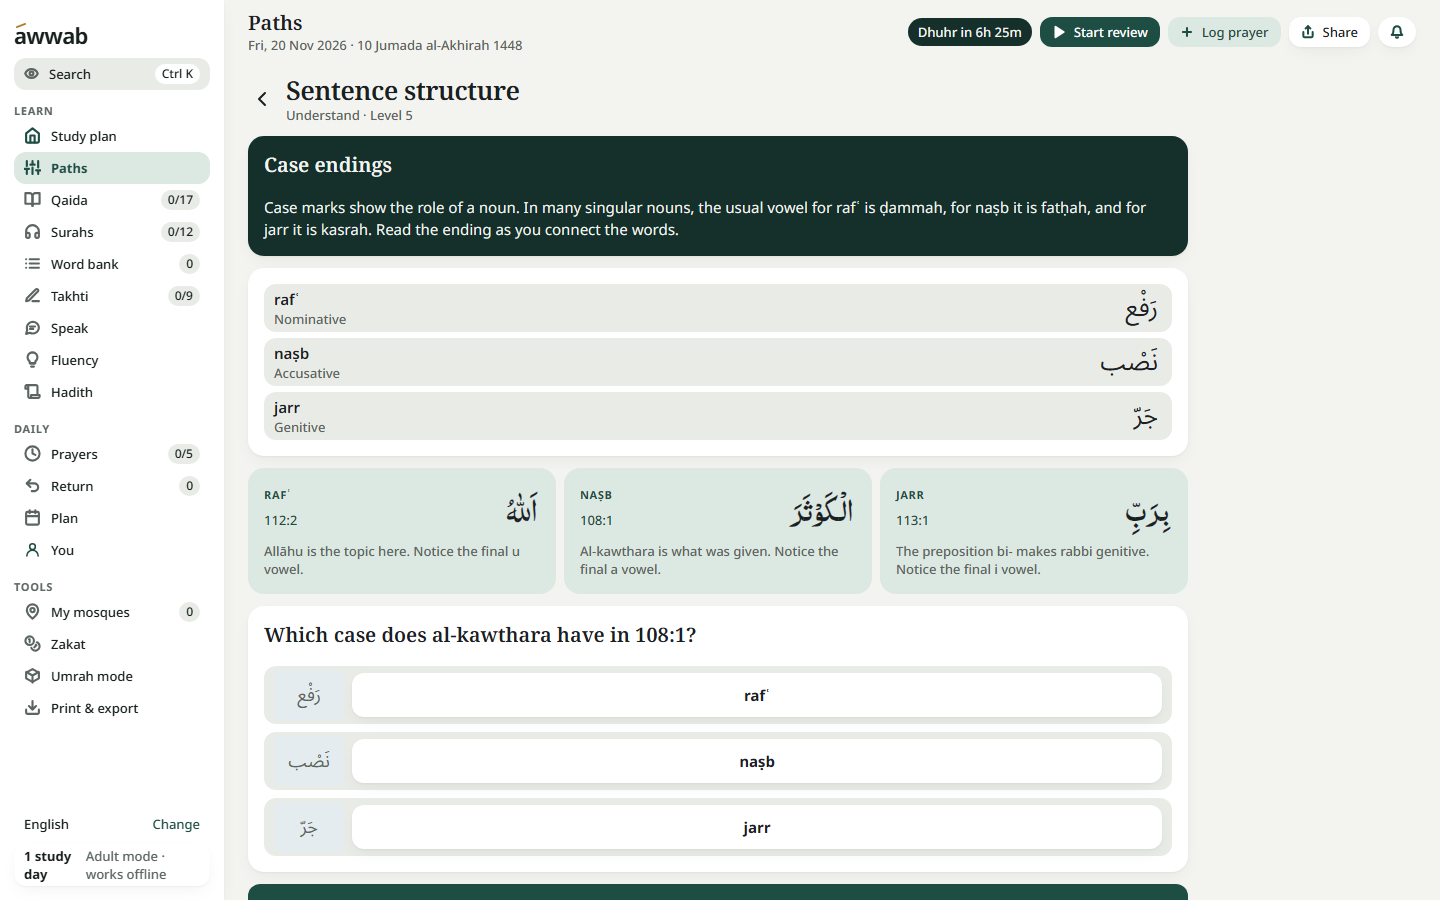 awwab
Search Ctrl K
LEARN
Study plan
Paths
Qaida 0/17
Surahs 0/12
Word bank 0
Takhti 0/9
Speak
Fluency
Hadith
DAILY
Prayers 0/5
Return 0
Plan
You
TOOLS
My mosques 0
Zakat
Umrah mode
Print & export
English Change
1 study day
Adult mode · works offline
Paths
Fri, 20 Nov 2026 · 10 Jumada al-Akhirah 1448
Dhuhr in 6h 25m
Start review
Log prayer
Share
Sentence structure
Understand · Level 5
Case endings
Case marks show the role of a noun. In many singular nouns, the usual vowel for rafʿ is ḍammah, for naṣb it is fatḥah, and for
jarr it is kasrah. Read the ending as you connect the words.
rafʿ
Nominative
رَفْع
naṣb
Accusative
نَصْب
jarr
Genitive
جَرّ
RAFʿ
112:2
اَللّٰهُ
Allāhu is the topic here. Notice the final u
vowel.
NAṢB
108:1
الْكَوْثَرَ
Al-kawthara is what was given. Notice the
final a vowel.
JARR
113:1
بِرَبِّ
The preposition bi- makes rabbi genitive.
Notice the final i vowel.
Which case does al-kawthara have in 108:1?
رَفْع rafʿ
نَصْب naṣb
جَرّ jarr